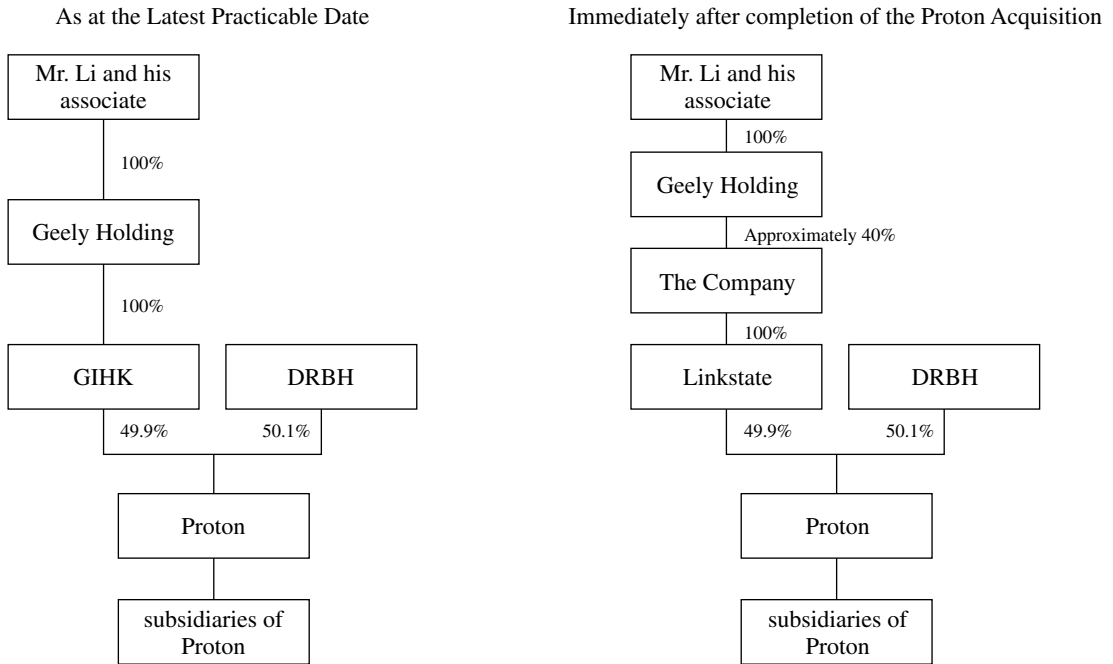 As at the Latest Practicable Date
Mr. Li and his
associate
100%
Geely Holding
100%
GIHK
DRBH
49.9%
50.1%
Proton
subsidiaries of
Proton
Immediately after completion of the Proton Acquisition
Mr. Li and his
associate
100%
Geely Holding
Approximately 40%
The Company
100%
Linkstate
DRBH
49.9%
50.1%
Proton
subsidiaries of
Proton